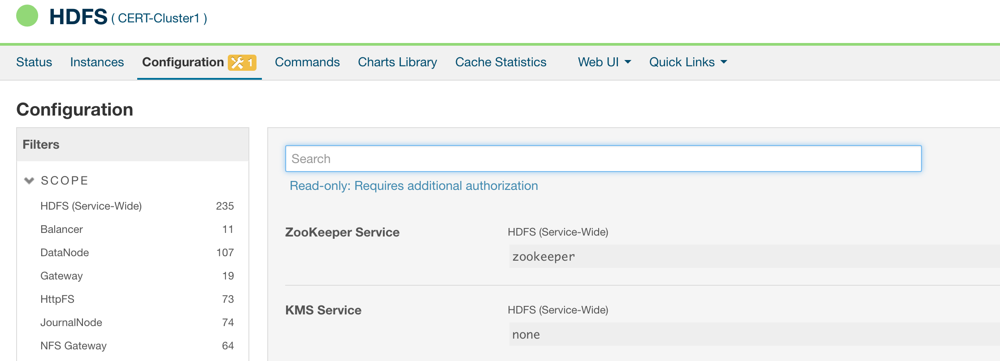 HDFS ( CERT-Cluster1 )
Status Instances Configuration 1 Commands Charts Library Cache Statistics Web UI Quick Links
Configuration
Filters
SCOPE
HDFS (Service-Wide) 235
Balancer 11
DataNode 107
Gateway 19
HttpFS 73
JournalNode 74
NFS Gateway 64
Search
Read-only: Requires additional authorization
ZooKeeper Service HDFS (Service-Wide)
zookeeper
KMS Service HDFS (Service-Wide)
none